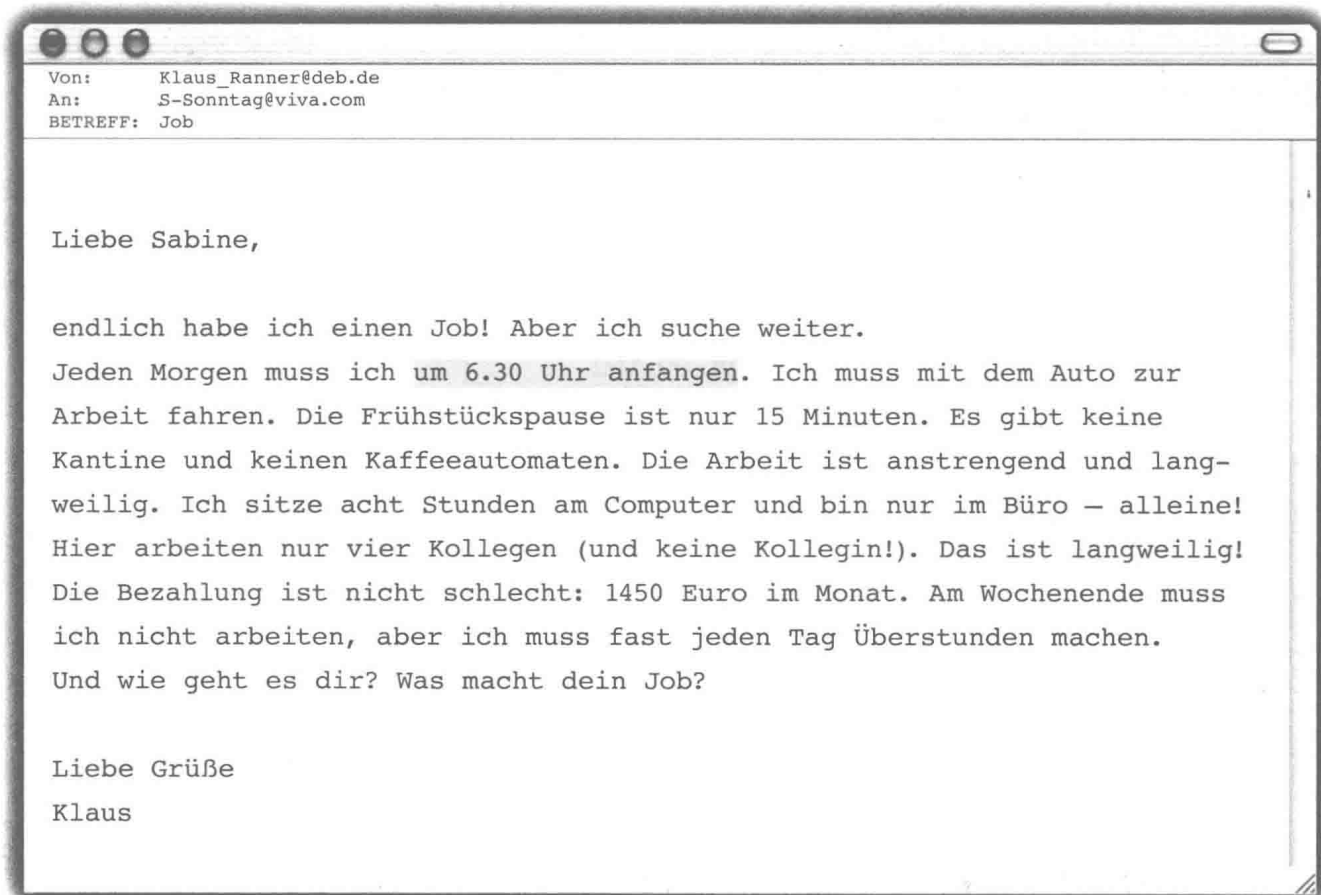 Von: Klaus_Ranner@deb.de
An: S-Sonntag@viva.com
BETREFF: Job
Liebe Sabine,
endlich habe ich einen Job! Aber ich suche weiter.
Jeden Morgen muss ich um 6.30 Uhr anfangen. Ich muss mit dem Auto zur
Arbeit fahren. Die Frühstückspause ist nur 15 Minuten. Es gibt keine
Kantine und keinen Kaffeeautomaten. Die Arbeit ist anstrengend und lang-
weilig. Ich sitze acht Stunden am Computer und bin nur im Büro – alleine!
Hier arbeiten nur vier Kollegen (und keine Kollegin!). Das ist langweilig!
Die Bezahlung ist nicht schlecht: 1450 Euro im Monat. Am Wochenende muss
ich nicht arbeiten, aber ich muss fast jeden Tag Überstunden machen.
Und wie geht es dir? Was macht dein Job?
Liebe Grüße
Klaus